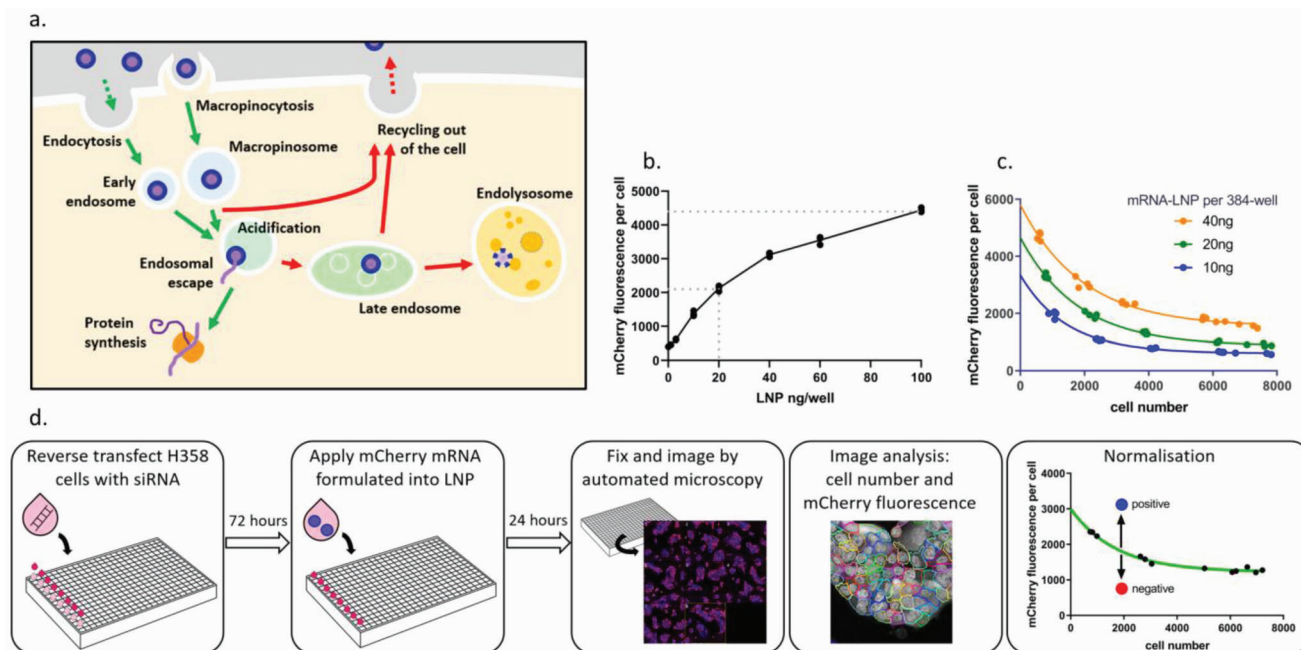 a.
Endocytosis
Macropinocytosis
Recycling out
of the cell
Early
endosome
Macropinosome
Acidification
Endolysosome
Endosomal
escape
Late endosome
Protein
synthesis
b.
mCherry fluorescence per cell
5000
4000
3000
2000
1000
0
0 20 40 60 80 100
LNP ng/well
c.
mCherry fluorescence per cell
6000
4000
2000
0
mRNA-LNP per 384-well
40ng
20ng
10ng
0 2000 4000 6000 8000
cell number
d.
Reverse transfect H358
cells with siRNA
72 hours
Apply mCherry mRNA
formulated into LNP
24 hours
Fix and image by
automated microscopy
Image analysis:
cell number and
mCherry fluorescence
Normalisation
mCherry fluorescence per cell
4000
3000
2000
1000
0
positive
negative
0 2000 4000 6000 8000
cell number